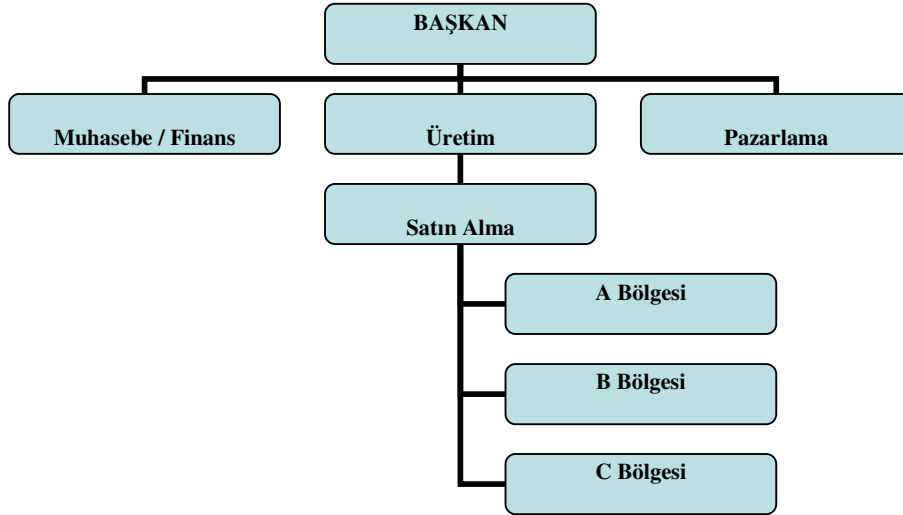 BAŞKAN
Muhasebe / Finans
Üretim
Pazarlama
Satın Alma
A Bölgesi
B Bölgesi
C Bölgesi